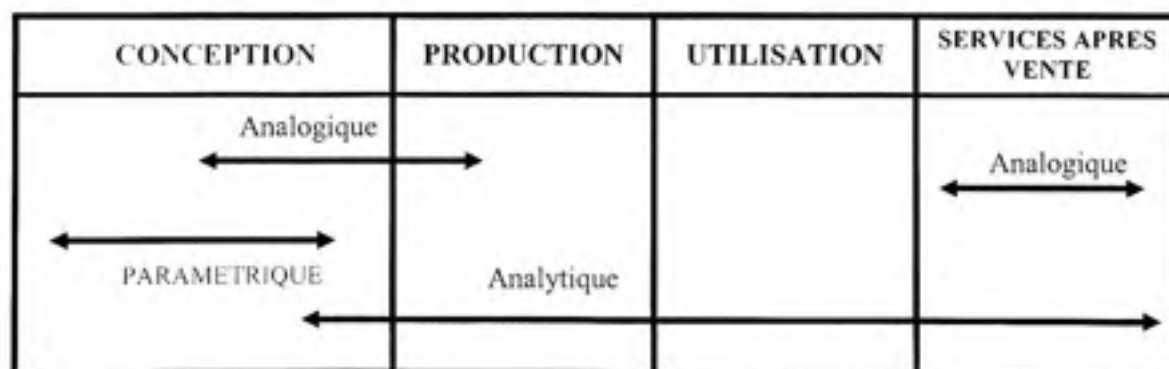 CONCEPTION
PRODUCTION
UTILISATION
SERVICES APRES
VENTE
Analogique
Analogique
PARAMETRIQUE
Analytique